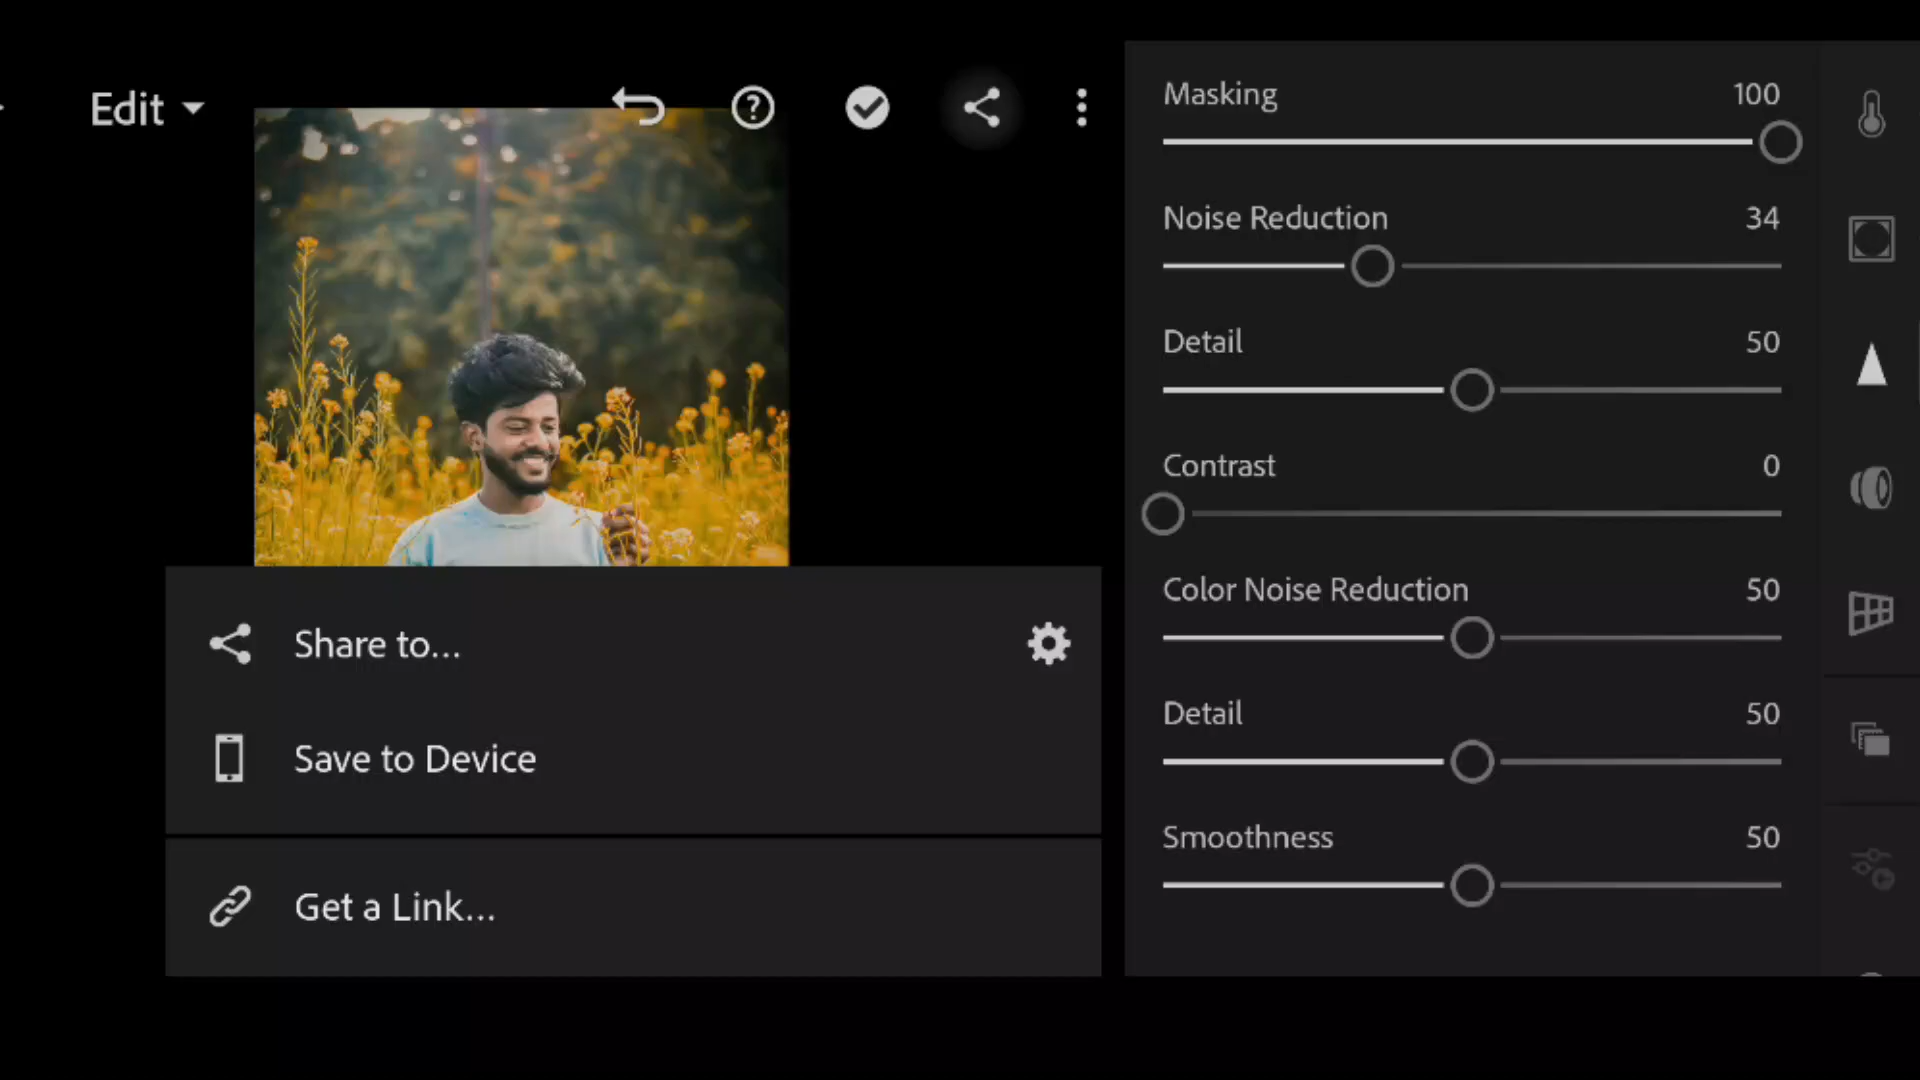 Edit
Masking 100
Noise Reduction 34
Detail 50
Contrast 0
Color Noise Reduction 50
Detail 50
Smoothness 50
Share to...
Save to Device
Get a Link...